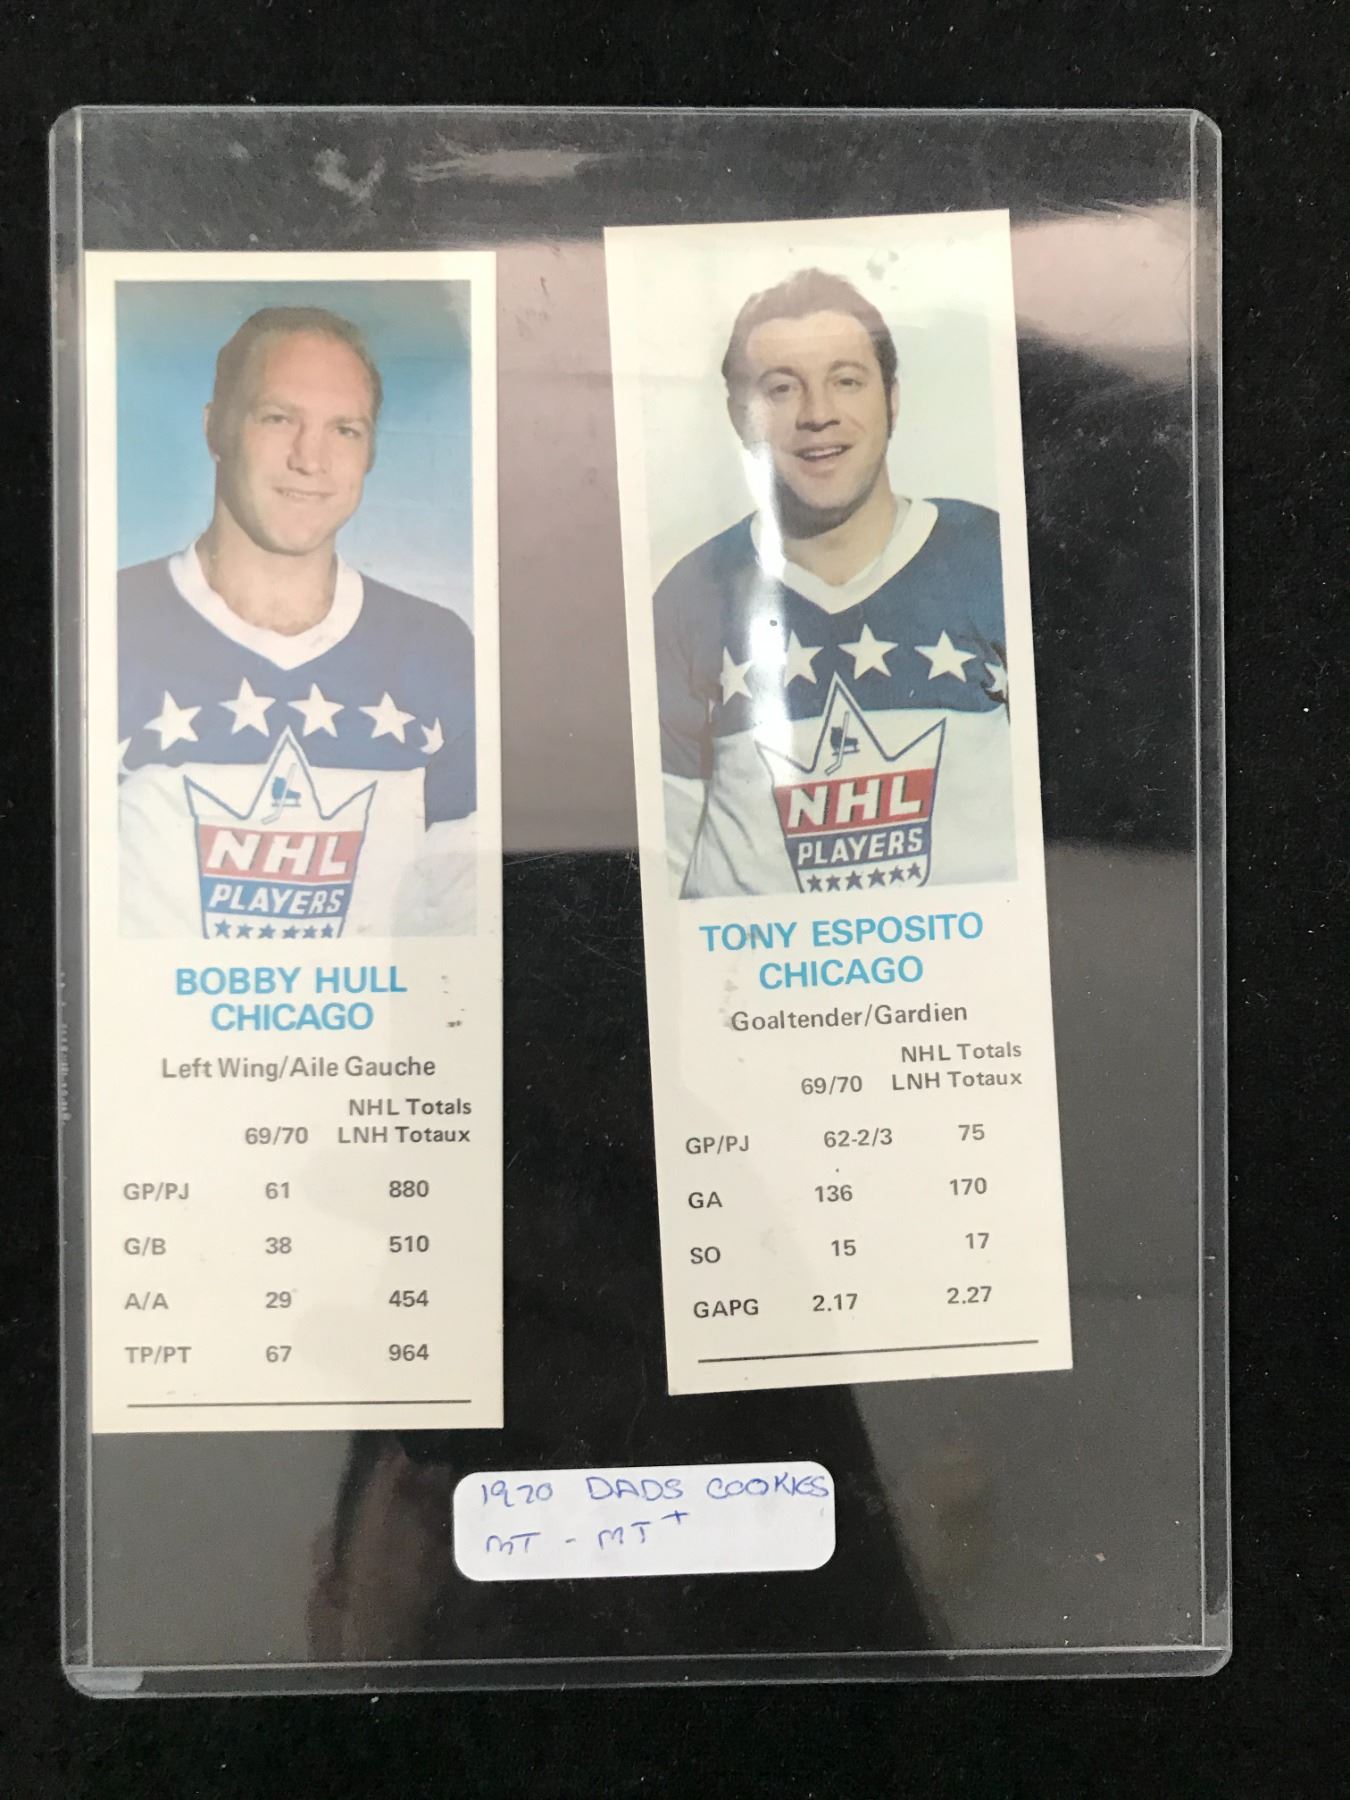 NHL
PLAYERS
BOBBY HULL
CHICAGO
Left Wing/Aile Gauche
NHL Totals
69/70 LNH Totaux
GP/PJ 61 880
G/B 38 510
A/A 29 454
TP/PT 67 964
NHL
PLAYERS
TONY ESPOSITO
CHICAGO
Goaltender/Gardien
NHL Totals
69/70 LNH Totaux
GP/PJ 62-2/3 75
GA 136 170
SO 15 17
GAPG 2.17 2.27
1970 DADS COOKIES
MT - MT+